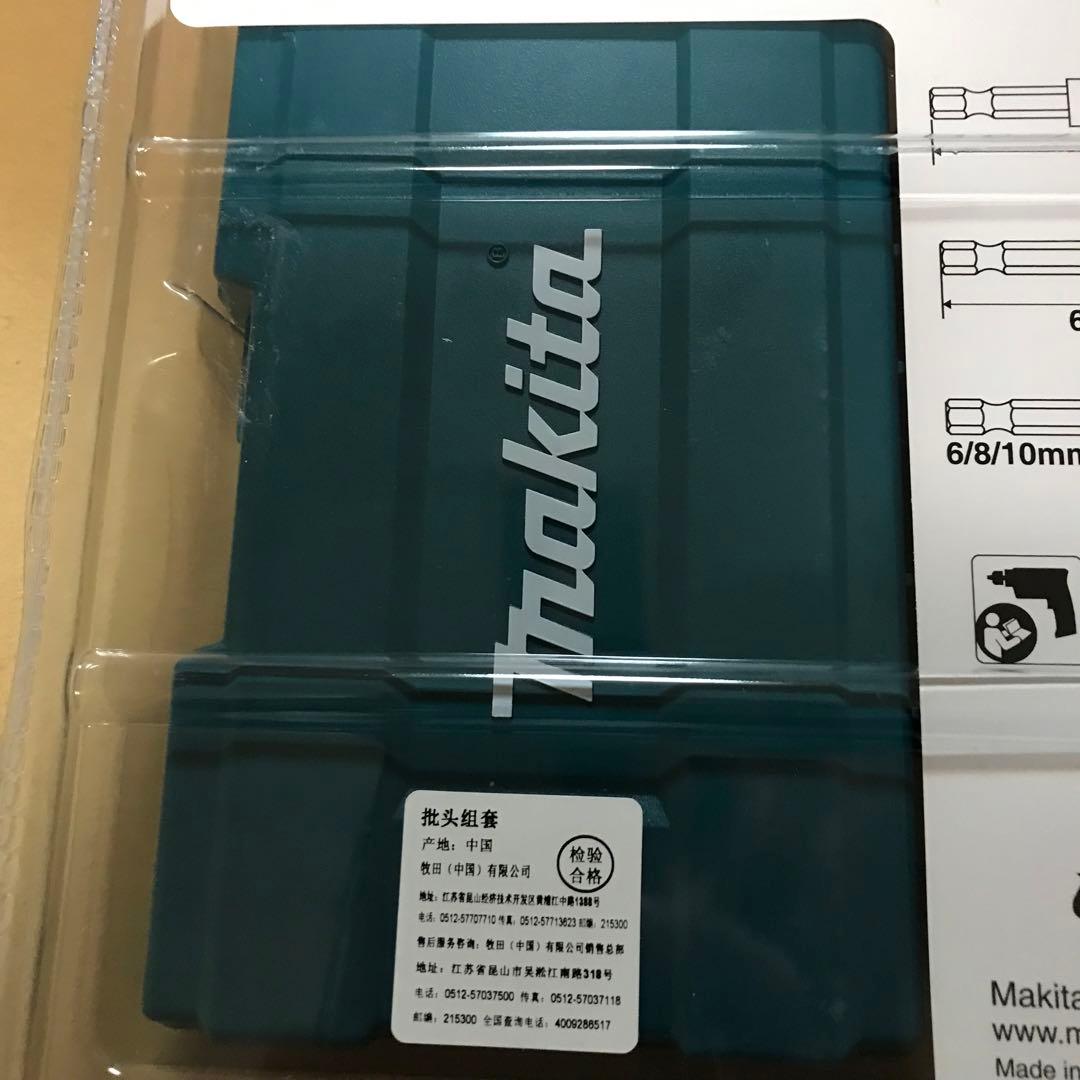 makita®
批头组套
产地：中国
牧田（中国）有限公司
检验
合格
地址：江苏省昆山经济技术开发区黄浦江中路1388号
电话：0512-57707710 传真：0512-57713623 邮编：215300
售后服务咨询：牧田（中国）有限公司销售总部
地址：江苏省昆山市吴淞江南路318号
电话：0512-57037500 传真：0512-57037118
邮编：215300 全国查询电话：4009286517
6
6/8/10mm
Makita
www.m
Made in